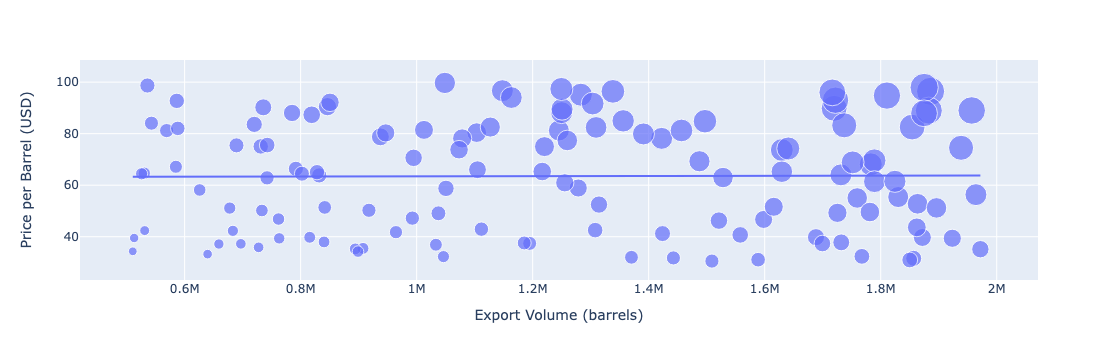 Price per Barrel (USD)
100
80
60
40
0.6M 0.8M 1M 1.2M 1.4M 1.6M 1.8M 2M
Export Volume (barrels)